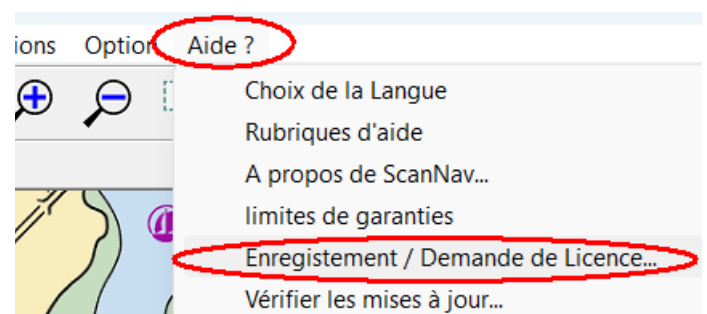 ions Option Aide ?
Choix de la Langue
Rubriques d'aide
A propos de ScanNav...
limites de garanties
Enregistement / Demande de Licence...
Vérifier les mises à jour...